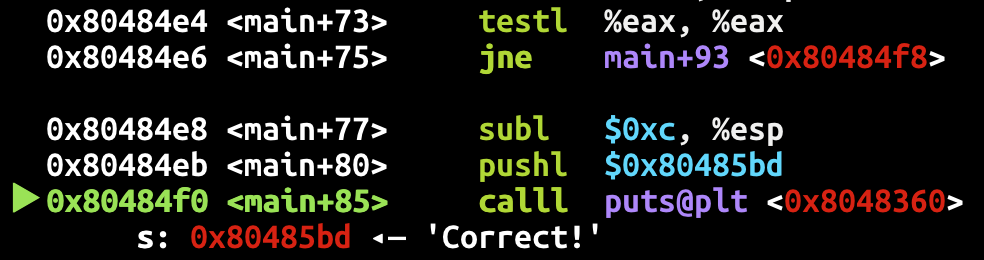 0x80484e4 <main+73> testl %eax, %eax
0x80484e6 <main+75> jne main+93 <0x80484f8>
0x80484e8 <main+77> subl $0xc, %esp
0x80484eb <main+80> pushl $0x80485bd
►0x80484f0 <main+85> calll puts@plt <0x8048360>
s: 0x80485bd ◂— 'Correct!'